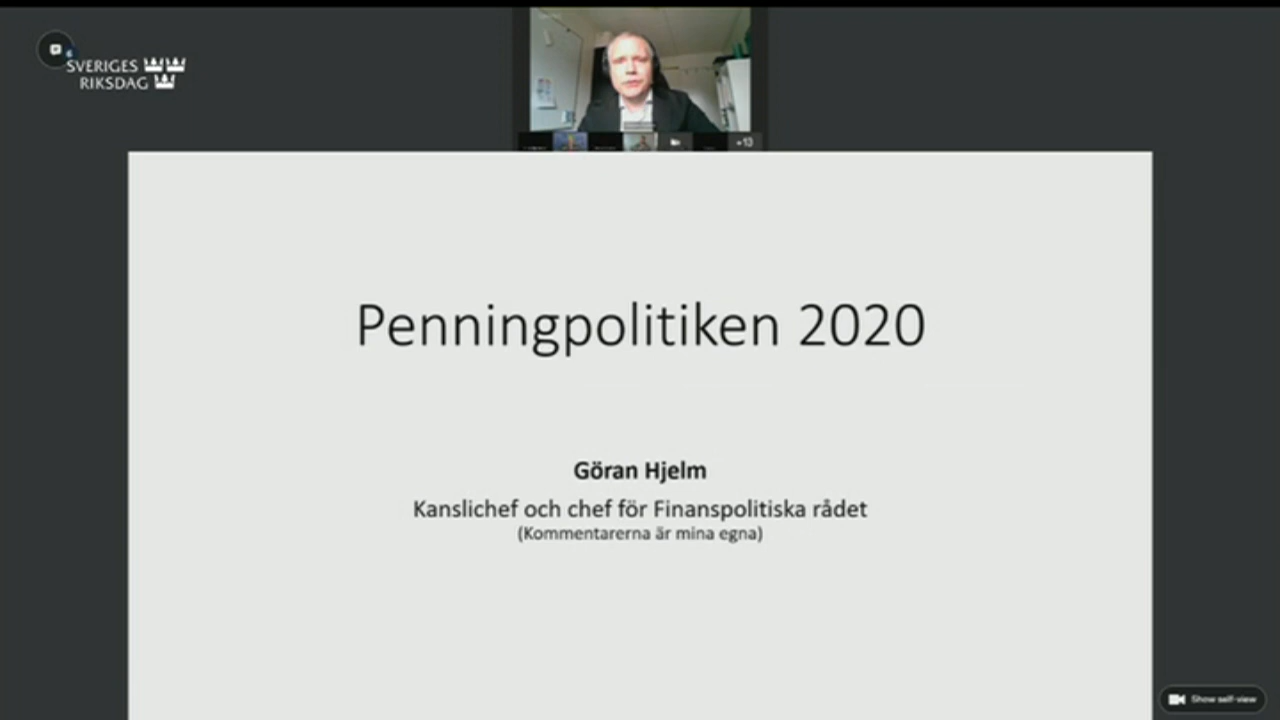 SVERIGES
RIKSDAG
+13
Penningpolitiken 2020
Göran Hjelm
Kanslichef och chef för Finanspolitiska rådet
(Kommentarerna är mina egna)
Show self-view